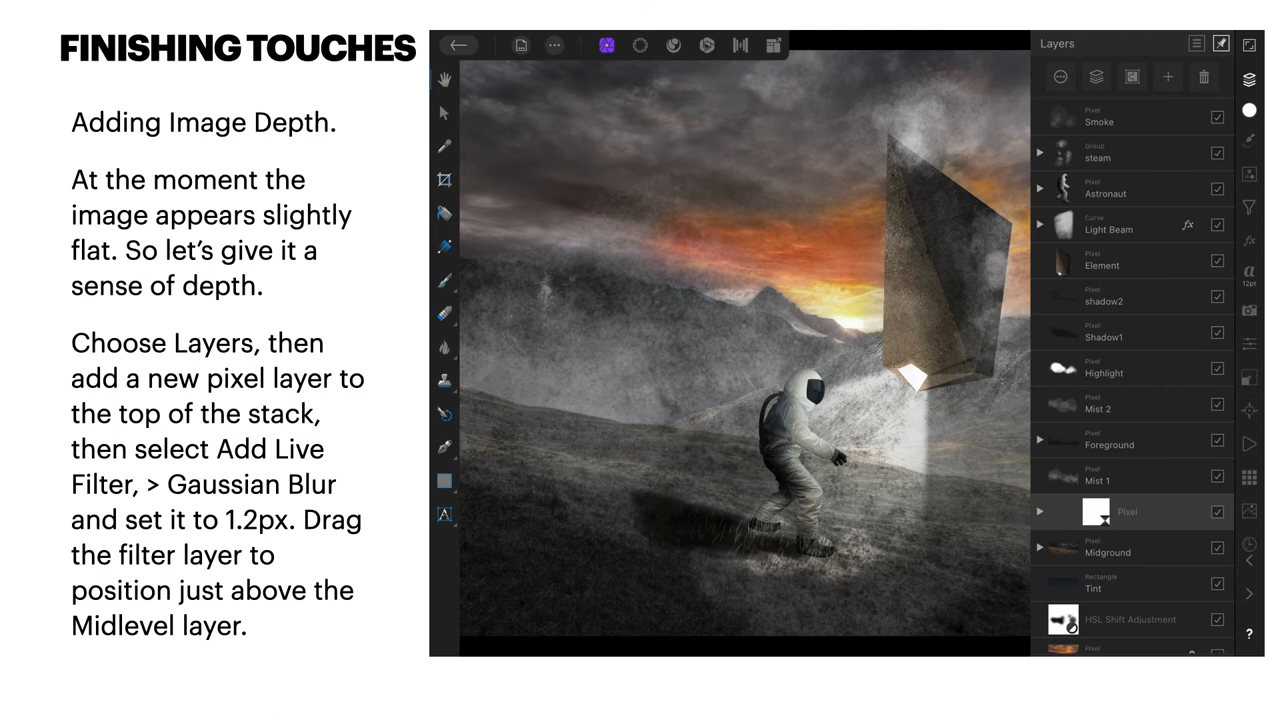 FINISHING TOUCHES
Adding Image Depth.
At the moment the
image appears slightly
flat. So let’s give it a
sense of depth.
Choose Layers, then
add a new pixel layer to
the top of the stack,
then select Add Live
Filter, > Gaussian Blur
and set it to 1.2px. Drag
the filter layer to
position just above the
Midlevel layer.
Layers
Pixel
Smoke
Group
steam
Pixel
Astronaut
Curve
Light Beam
fx
Pixel
Element
Pixel
shadow2
Pixel
Shadow1
Pixel
Highlight
Pixel
Mist 2
Pixel
Foreground
Pixel
Mist 1
Pixel
Pixel
Midground
Rectangle
Tint
HSL Shift Adjustment
Pixel
A
fx
a
12pt
?